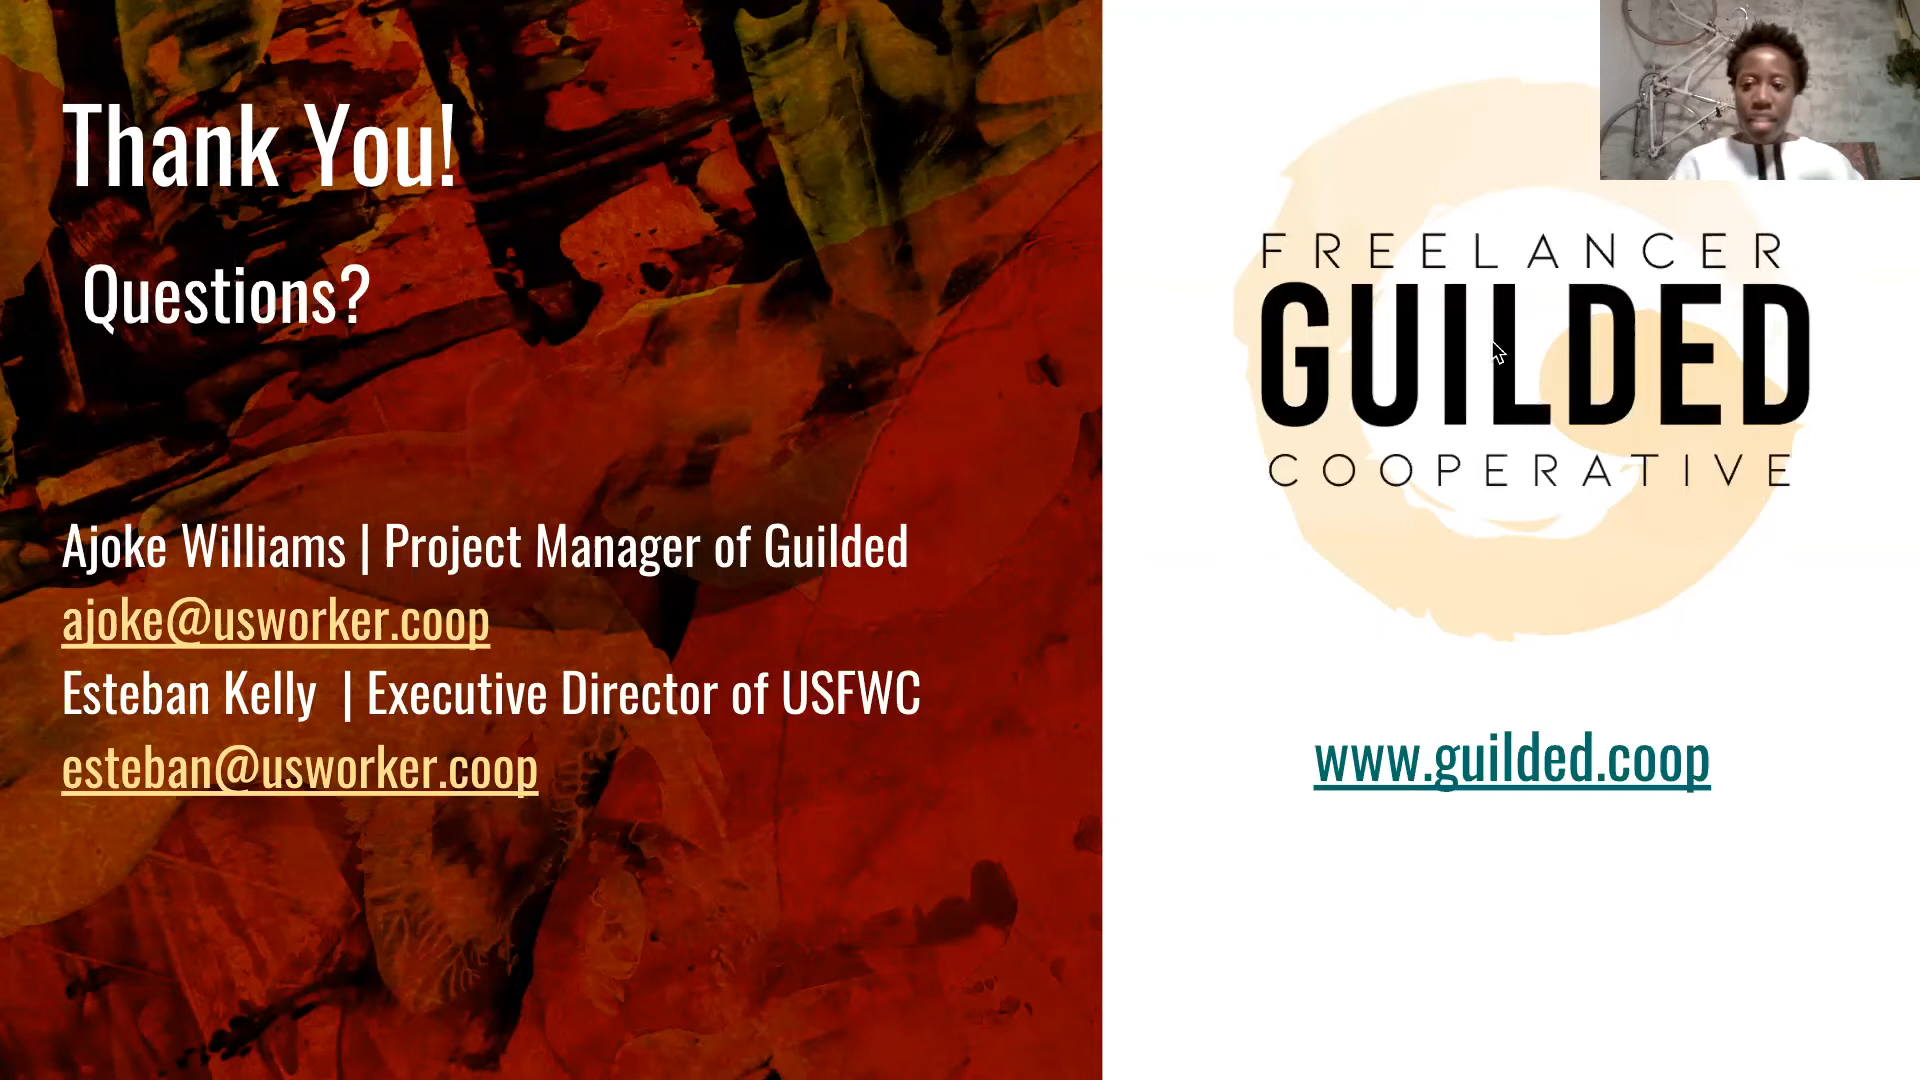 Thank You!
Questions?
Ajoke Williams | Project Manager of Guilded
ajoke@usworker.coop
Esteban Kelly | Executive Director of USFWC
esteban@usworker.coop
FREELANCER
GUILDED
COOPERATIVE
www.guilded.coop